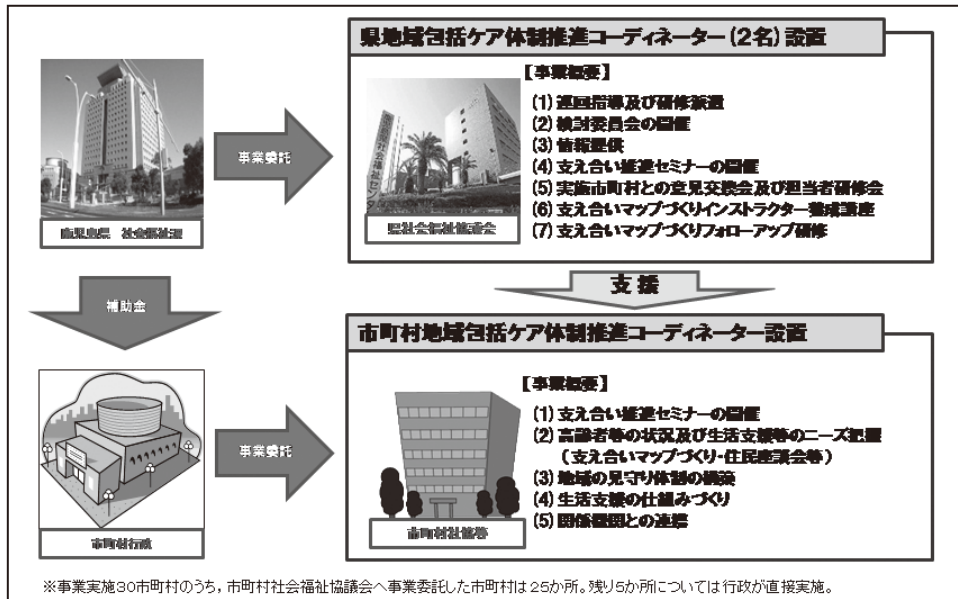 県地域包括ケア体制推進コーディネーター(2名)設置
【事業概要】
(1) 巡回指導及び研修派遣
(2) 検討委員会の開催
(3) 情報提供
(4) 支え合い推進セミナーの開催
(5) 実施市町村との意見交換会及び担当者研修会
(6) 支え合いマップづくりインストラクター養成講座
(7) 支え合いマップづくりフォローアップ研修
事業委託
鹿児島県 社会福祉課
県社会福祉協議会
補助金
支援
市町村地域包括ケア体制推進コーディネーター設置
【事業概要】
(1) 支え合い推進セミナーの開催
(2) 高齢者等の状況及び生活支援等のニーズ把握
(支え合いマップづくり・住民座談会等)
(3) 地域の見守り体制の構築
(4) 生活支援の仕組みづくり
(5) 関係機関との連携
事業委託
市町村行政
市町村社協等
※事業実施30市町村のうち,市町村社会福祉協議会へ事業委託した市町村は25か所。残り5か所については行政が直接実施。